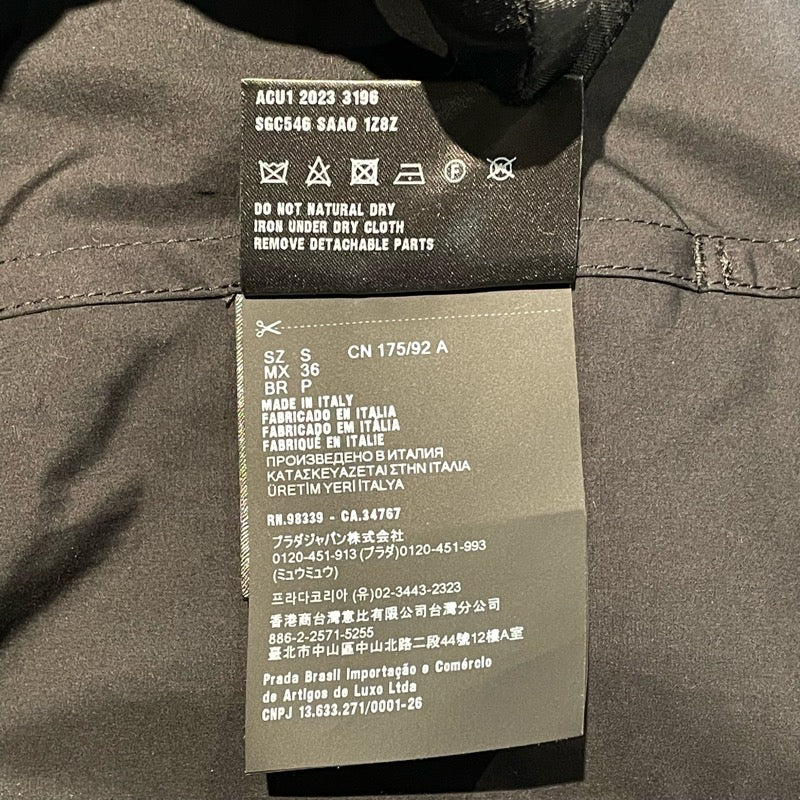 ACU1 2023 3196
SGC546 SAAO 1Z8Z
DO NOT NATURAL DRY
IRON UNDER DRY CLOTH
REMOVE DETACHABLE PARTS
SZ S CN 175/92 A
MX 36
BR P
MADE IN ITALY
FABRICADO EN ITALIA
FABRICADO EM ITÀLIA
FABRIQUÉ EN ITALIE
ПРОИЗВЕДЕНО В ИТАЛИЯ
ΚΑΤΑΣΚΕΥΑΖΕΤΑΙ ΣΤΗΝ ΙΤΑΛΙΑ
ÜRETİM YERİ İTALYA
RN.98339 - CA.34767
プラダジャパン株式会社
0120-451-913 (プラダ)0120-451-993
(ミュウミュウ)
프라다코리아 (유)02-3443-2323
香港商台灣意比有限公司台灣分公司
886-2-2571-5255
臺北市中山區中山北路二段44號12樓A室
Prada Brasil Importação e Comércio
de Artigos de Luxo Ltda
CNPJ 13.633.271/0001-26